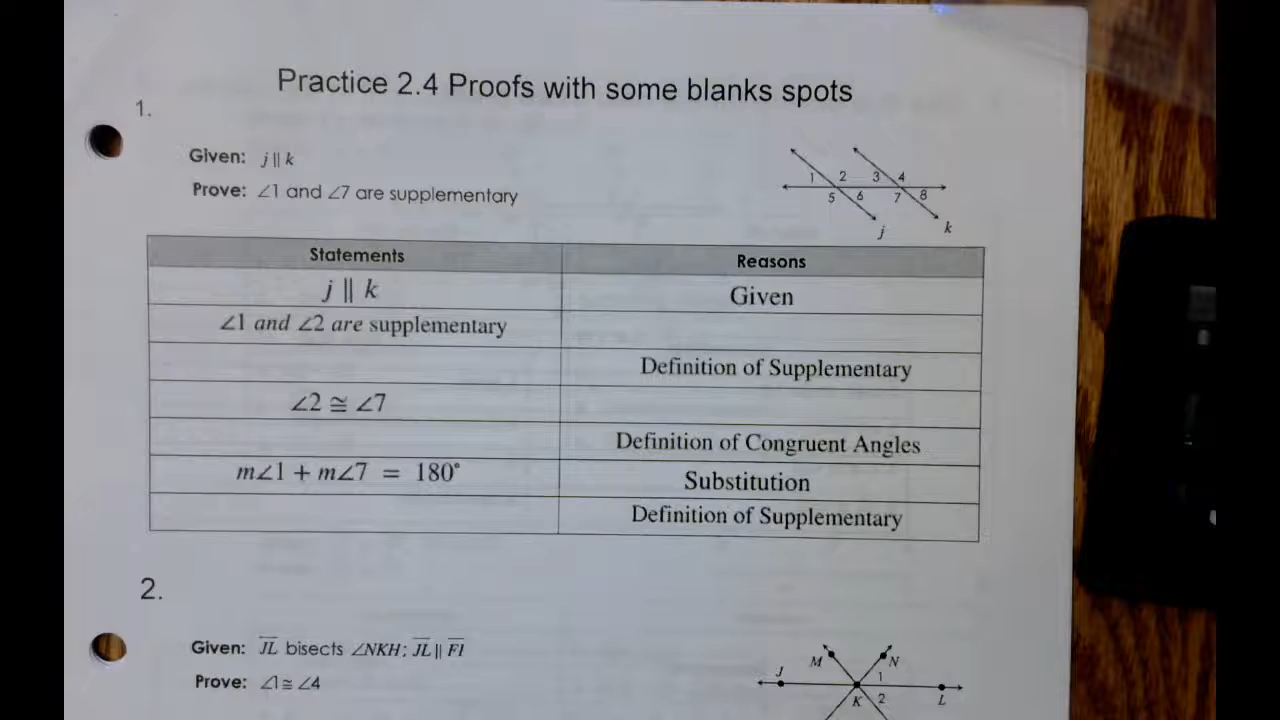 Practice 2.4 Proofs with some blanks spots
1.
Given: j || k
Prove: ∠1 and ∠7 are supplementary
1 2 3 4
5 6 7 8
j k
Statements Reasons
j || k Given
∠1 and ∠2 are supplementary
Definition of Supplementary
∠2 ≅ ∠7
Definition of Congruent Angles
m∠1 + m∠7 = 180° Substitution
Definition of Supplementary
2.
Given: J͞L bisects ∠NKH; J͞L || F͞I
Prove: ∠1 ≅ ∠4
M N
J 1
K 2 L